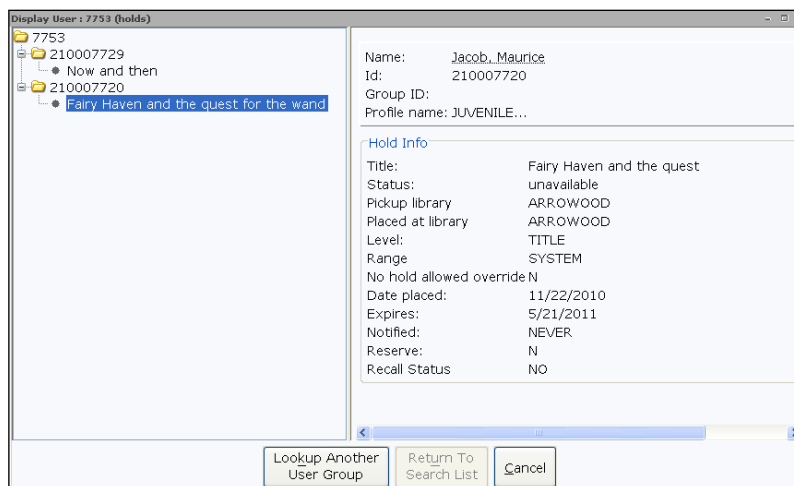 Display User : 7753 (holds)
7753
210007729
Now and then
210007720
Fairy Haven and the quest for the wand
Name: Jacob, Maurice
Id: 210007720
Group ID:
Profile name: JUVENILE...
Hold Info
Title: Fairy Haven and the quest
Status: unavailable
Pickup library ARROWOOD
Placed at library ARROWOOD
Level: TITLE
Range SYSTEM
No hold allowed override N
Date placed: 11/22/2010
Expires: 5/21/2011
Notified: NEVER
Reserve: N
Recall Status NO
Lookup Another
User Group
Return To
Search List
Cancel